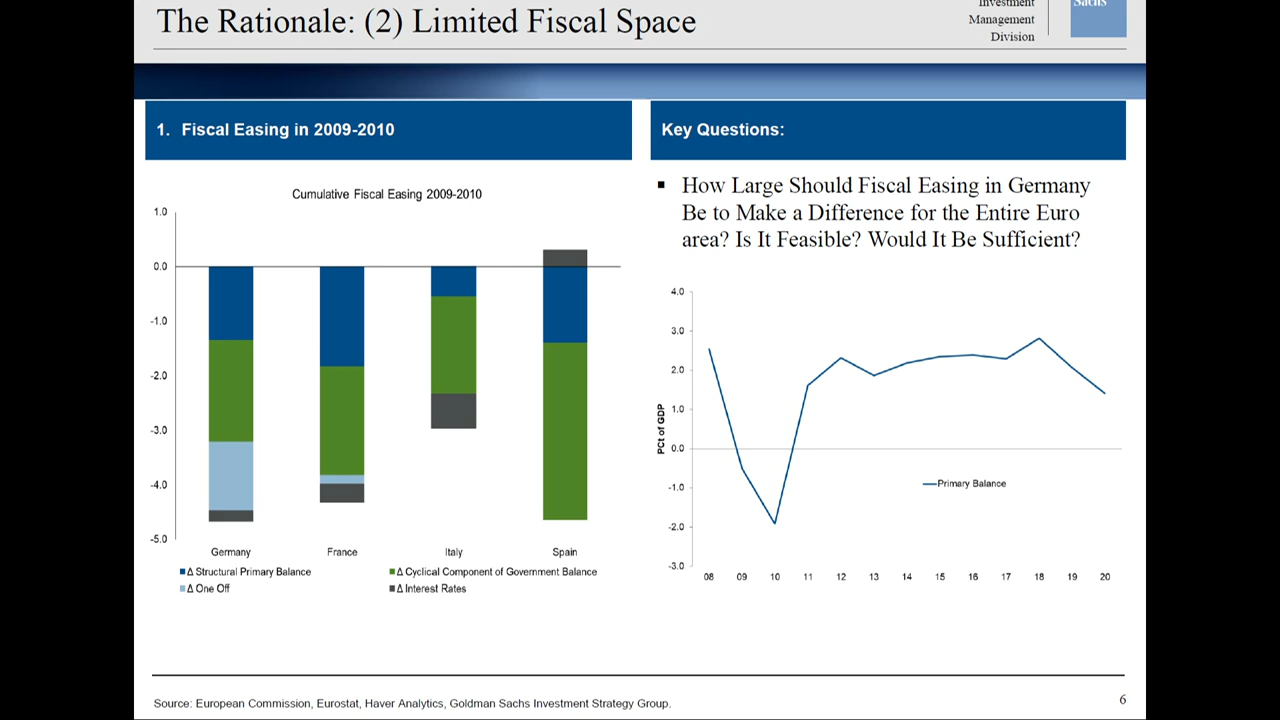 The Rationale: (2) Limited Fiscal Space
Investment
Management
Division
Sachs
1. Fiscal Easing in 2009-2010
Key Questions:
Cumulative Fiscal Easing 2009-2010
1.0
0.0
-1.0
-2.0
-3.0
-4.0
-5.0
Germany
France
Italy
Spain
Δ Structural Primary Balance
Δ Cyclical Component of Government Balance
Δ One Off
Δ Interest Rates
▪ How Large Should Fiscal Easing in Germany
Be to Make a Difference for the Entire Euro
area? Is It Feasible? Would It Be Sufficient?
4.0
3.0
2.0
1.0
0.0
-1.0
-2.0
-3.0
PCt of GDP
Primary Balance
08 09 10 11 12 13 14 15 16 17 18 19 20
Source: European Commission, Eurostat, Haver Analytics, Goldman Sachs Investment Strategy Group.
6